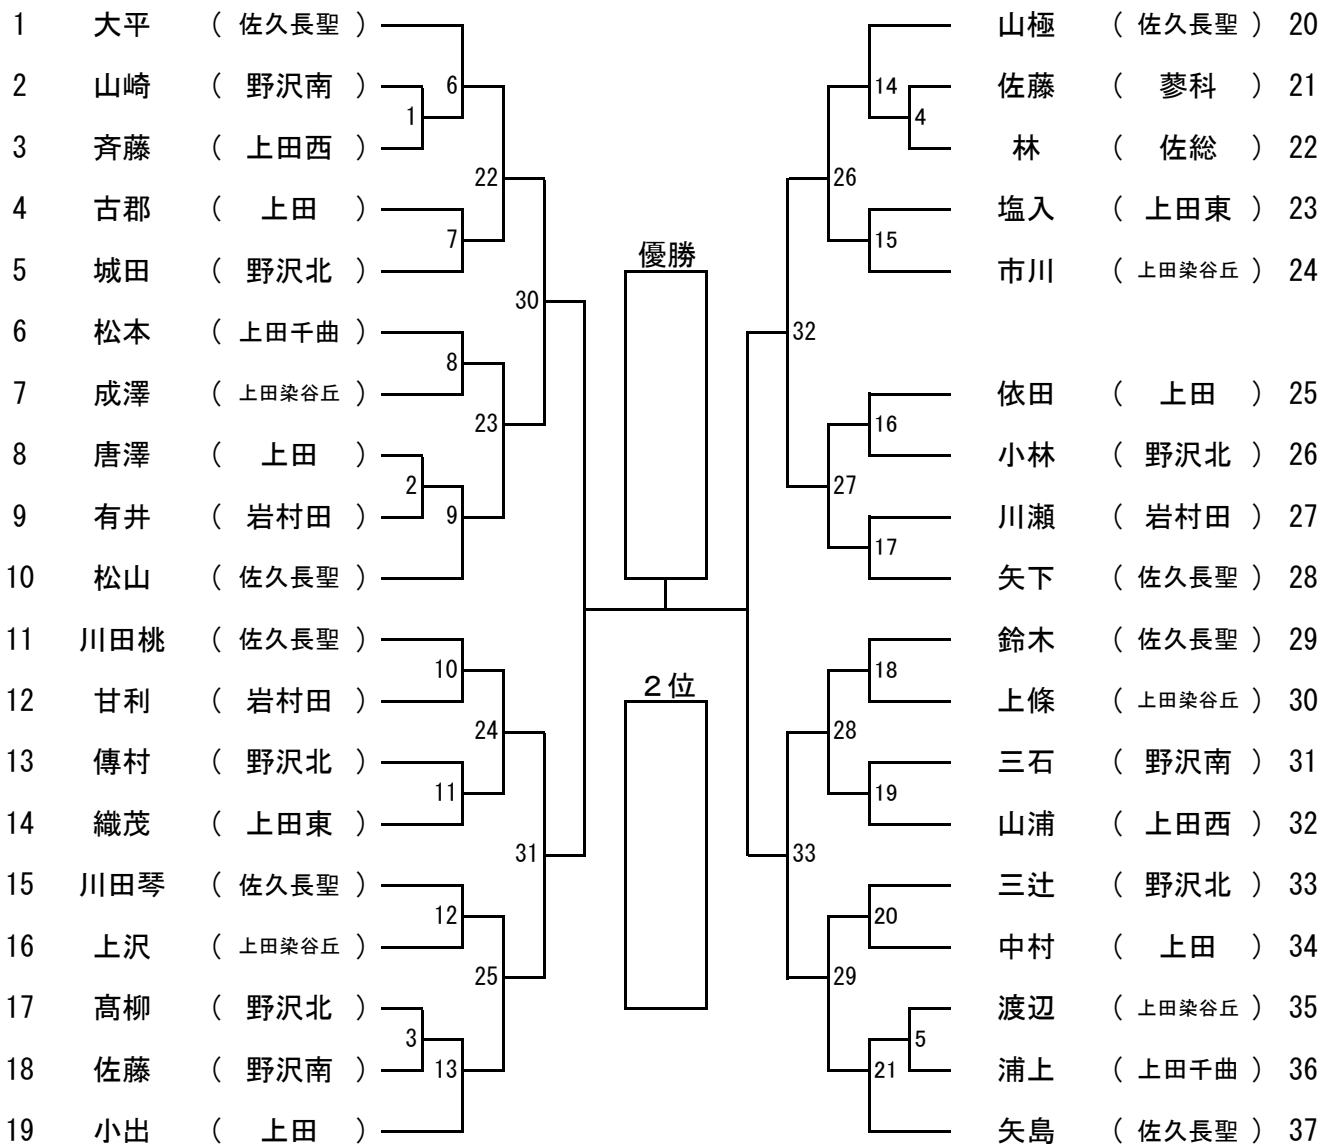 1 大平 ( 佐久長聖 )
2 山崎 ( 野沢南 )
3 斉藤 ( 上田西 )
4 古郡 ( 上田 )
5 城田 ( 野沢北 )
6 松本 ( 上田千曲 )
7 成澤 ( 上田染谷丘 )
8 唐澤 ( 上田 )
9 有井 ( 岩村田 )
10 松山 ( 佐久長聖 )
11 川田桃 ( 佐久長聖 )
12 甘利 ( 岩村田 )
13 傳村 ( 野沢北 )
14 織茂 ( 上田東 )
15 川田琴 ( 佐久長聖 )
16 上沢 ( 上田染谷丘 )
17 髙柳 ( 野沢北 )
18 佐藤 ( 野沢南 )
19 小出 ( 上田 )
1
2
3
6
7
8
9
10
11
12
13
22
23
24
25
30
31
優勝
2位
32
33
26
27
28
29
14
15
16
17
18
19
20
21
4
5
山極 ( 佐久長聖 ) 20
佐藤 ( 蓼科 ) 21
林 ( 佐総 ) 22
塩入 ( 上田東 ) 23
市川 ( 上田染谷丘 ) 24
依田 ( 上田 ) 25
小林 ( 野沢北 ) 26
川瀬 ( 岩村田 ) 27
矢下 ( 佐久長聖 ) 28
鈴木 ( 佐久長聖 ) 29
上條 ( 上田染谷丘 ) 30
三石 ( 野沢南 ) 31
山浦 ( 上田西 ) 32
三辻 ( 野沢北 ) 33
中村 ( 上田 ) 34
渡辺 ( 上田染谷丘 ) 35
浦上 ( 上田千曲 ) 36
矢島 ( 佐久長聖 ) 37